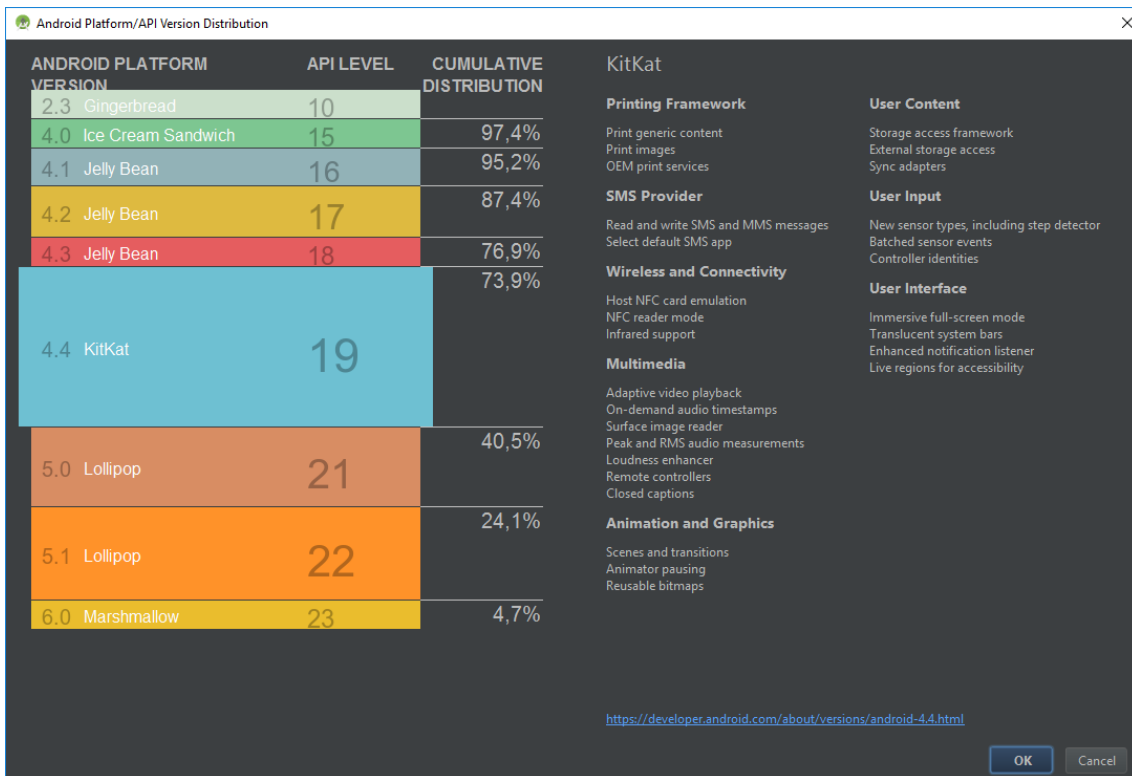 Android Platform/API Version Distribution
ANDROID PLATFORM
VERSION
API LEVEL
CUMULATIVE
DISTRIBUTION
2.3 Gingerbread 10
4.0 Ice Cream Sandwich 15 97,4%
4.1 Jelly Bean 16 95,2%
4.2 Jelly Bean 17 87,4%
4.3 Jelly Bean 18 76,9%
4.4 KitKat 19 73,9%
5.0 Lollipop 21 40,5%
5.1 Lollipop 22 24,1%
6.0 Marshmallow 23 4,7%
KitKat
Printing Framework
Print generic content
Print images
OEM print services
SMS Provider
Read and write SMS and MMS messages
Select default SMS app
Wireless and Connectivity
Host NFC card emulation
NFC reader mode
Infrared support
Multimedia
Adaptive video playback
On-demand audio timestamps
Surface image reader
Peak and RMS audio measurements
Loudness enhancer
Remote controllers
Closed captions
Animation and Graphics
Scenes and transitions
Animator pausing
Reusable bitmaps
User Content
Storage access framework
External storage access
Sync adapters
User Input
New sensor types, including step detector
Batched sensor events
Controller identities
User Interface
Immersive full-screen mode
Translucent system bars
Enhanced notification listener
Live regions for accessibility
https://developer.android.com/about/versions/android-4.4.html
OK
Cancel